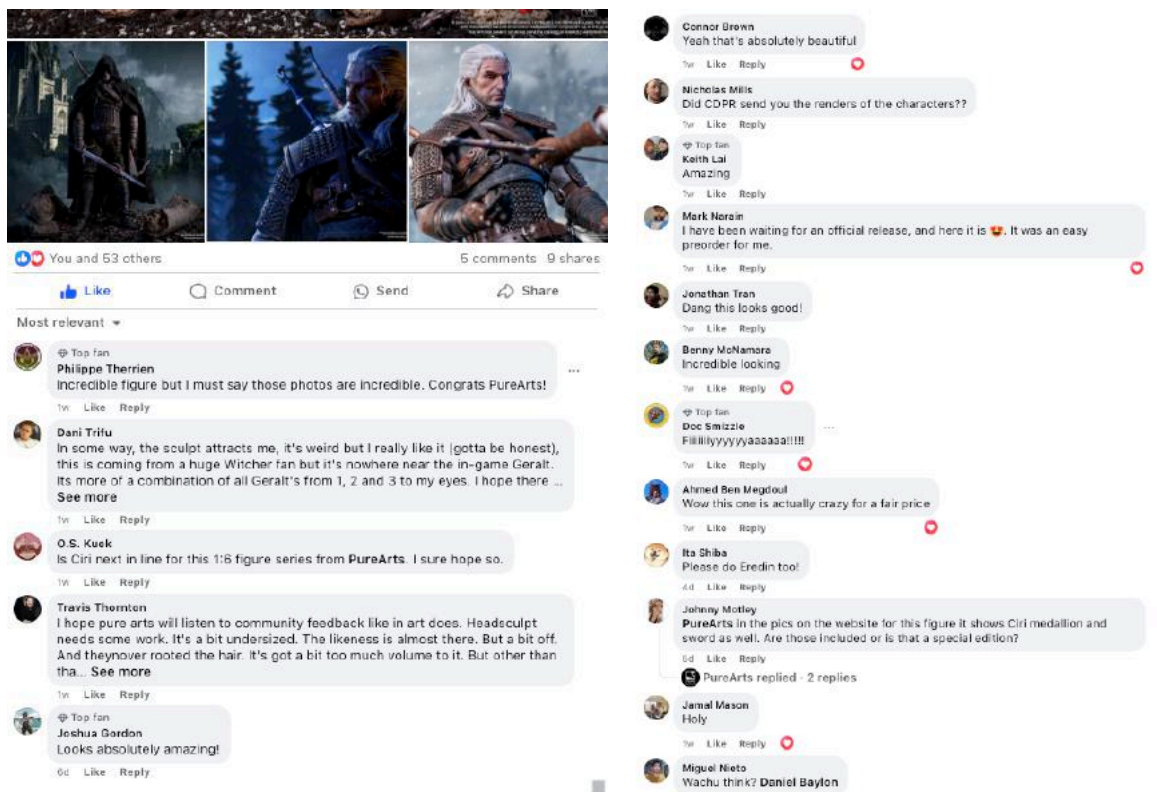 You and 53 others
5 comments 9 shares
Like
Comment
Send
Share
Most relevant
Top fan
Philippe Therrien
Incredible figure but I must say those photos are incredible. Congrats PureArts!
1w Like Reply
Dani Trifu
In some way, the sculpt attracts me, it's weird but I really like it (gotta be honest),
this is coming from a huge Witcher fan but it's nowhere near the in-game Geralt.
Its more of a combination of all Geralt's from 1, 2 and 3 to my eyes. I hope there ...
See more
1w Like Reply
O.S. Kuek
Is Ciri next in line for this 1:6 figure series from PureArts. I sure hope so.
1w Like Reply
Travis Thornton
I hope pure arts will listen to community feedback like in art does. Headsculpt
needs some work. It's a bit undersized. The likeness is almost there. But a bit off.
And theynover rooted the hair. It's got a bit too much volume to it. But other than
tha... See more
1w Like Reply
Top fan
Joshua Gordon
Looks absolutely amazing!
6d Like Reply
Connor Brown
Yeah that's absolutely beautiful
1w Like Reply
Nicholas Mills
Did CDPR send you the renders of the characters??
1w Like Reply
Top fan
Keith Lai
Amazing
1w Like Reply
Mark Narain
I have been waiting for an official release, and here it is 😍. It was an easy
preorder for me.
1w Like Reply
Jonathan Tran
Dang this looks good!
1w Like Reply
Benny McNamara
Incredible looking
1w Like Reply
Top fan
Doc Smizzle
1w Like Reply
Ahmed Ben Megdoul
Wow this one is actually crazy for a fair price
1w Like Reply
Ita Shiba
Please do Eredin too!
4d Like Reply
Johnny Motley
PureArts in the pics on the website for this figure it shows Ciri medallion and
sword as well. Are those included or is that a special edition?
6d Like Reply
PureArts replied · 2 replies
Jamal Mason
Holy
1w Like Reply
Miguel Nieto
Wachu think? Daniel Baylon